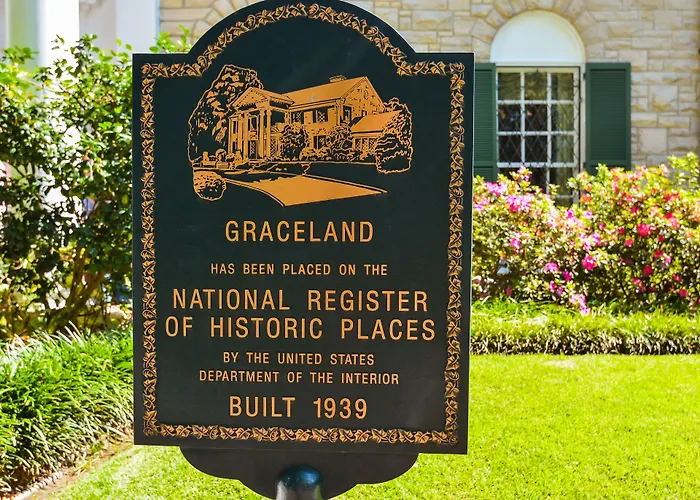 GRACELAND
HAS BEEN PLACED ON THE
NATIONAL REGISTER
OF HISTORIC PLACES
BY THE UNITED STATES
DEPARTMENT OF THE INTERIOR
BUILT 1939